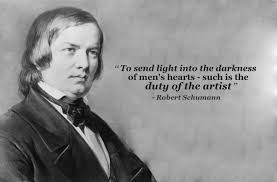 “To send light into the darkness
of men's hearts - such is the
duty of the artist”
- Robert Schumann